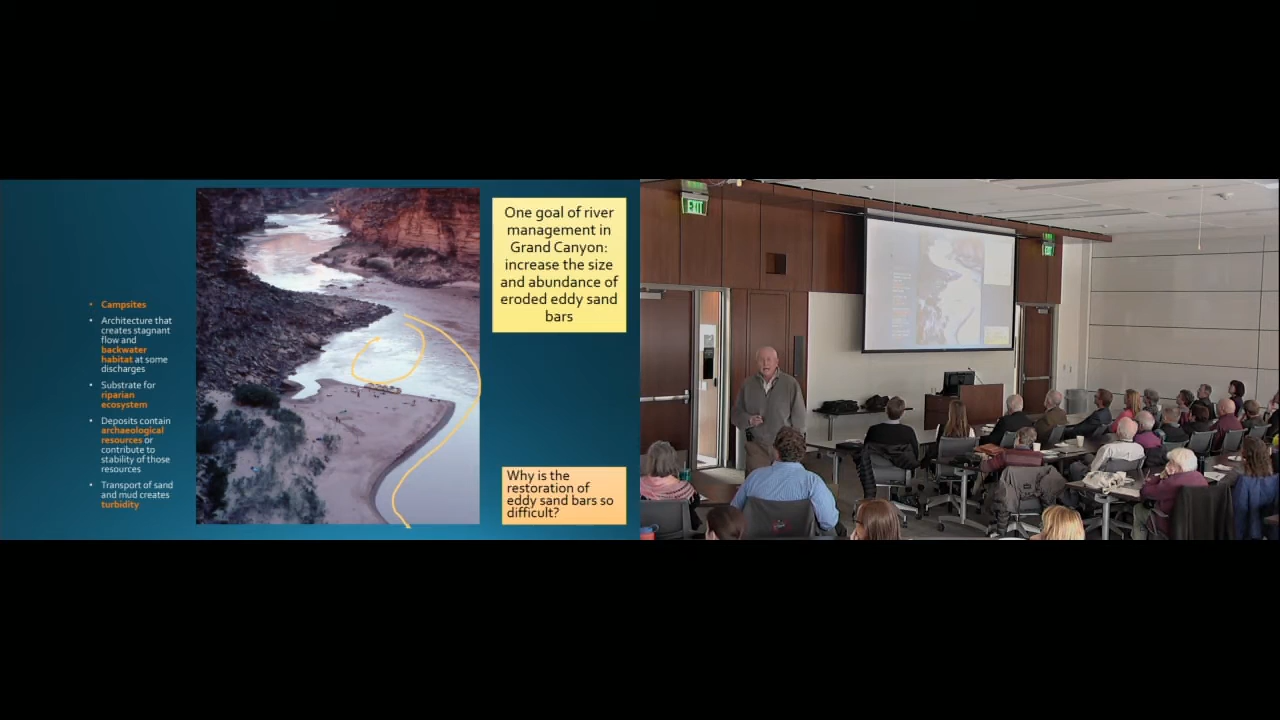 • Campsites
• Architecture that
creates stagnant
flow and
backwater
habitat at some
discharges
• Substrate for
riparian
ecosystem
• Deposits contain
archaeological
resources or
contribute to
stability of those
resources
• Transport of sand
and mud creates
turbidity
One goal of river
management in
Grand Canyon:
increase the size
and abundance of
eroded eddy sand
bars
Why is the
restoration of
eddy sand bars so
difficult?
EXIT
EXIT